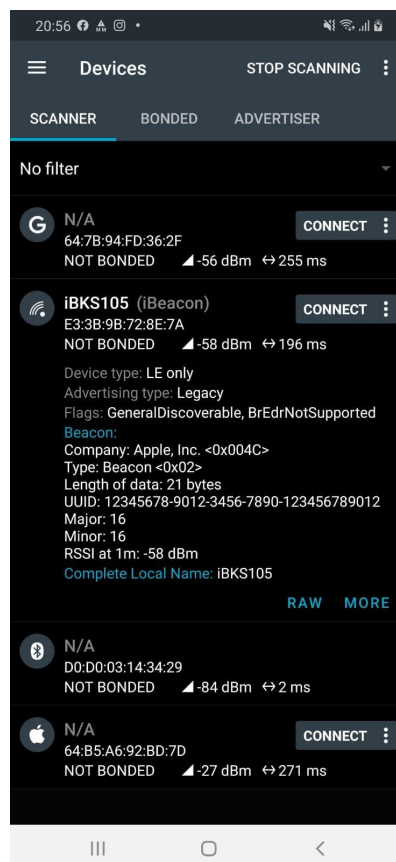 20:56
Devices
STOP SCANNING
SCANNER
BONDED
ADVERTISER
No filter
G
N/A
CONNECT
64:7B:94:FD:36:2F
NOT BONDED
-56 dBm
255 ms
iBKS105 (iBeacon)
CONNECT
E3:3B:9B:72:8E:7A
NOT BONDED
-58 dBm
196 ms
Device type: LE only
Advertising type: Legacy
Flags: GeneralDiscoverable, BrEdrNotSupported
Beacon:
Company: Apple, Inc. <0x004C>
Type: Beacon <0x02>
Length of data: 21 bytes
UUID: 12345678-9012-3456-7890-123456789012
Major: 16
Minor: 16
RSSI at 1m: -58 dBm
Complete Local Name: iBKS105
RAW
MORE
N/A
D0:D0:03:14:34:29
NOT BONDED
-84 dBm
2 ms
N/A
CONNECT
64:B5:A6:92:BD:7D
NOT BONDED
-27 dBm
271 ms